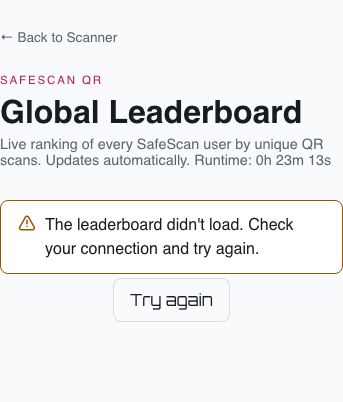 ← Back to Scanner
SAFESCAN QR
Global Leaderboard
Live ranking of every SafeScan user by unique QR
scans. Updates automatically. Runtime: 0h 23m 13s
The leaderboard didn't load. Check
your connection and try again.
Try again